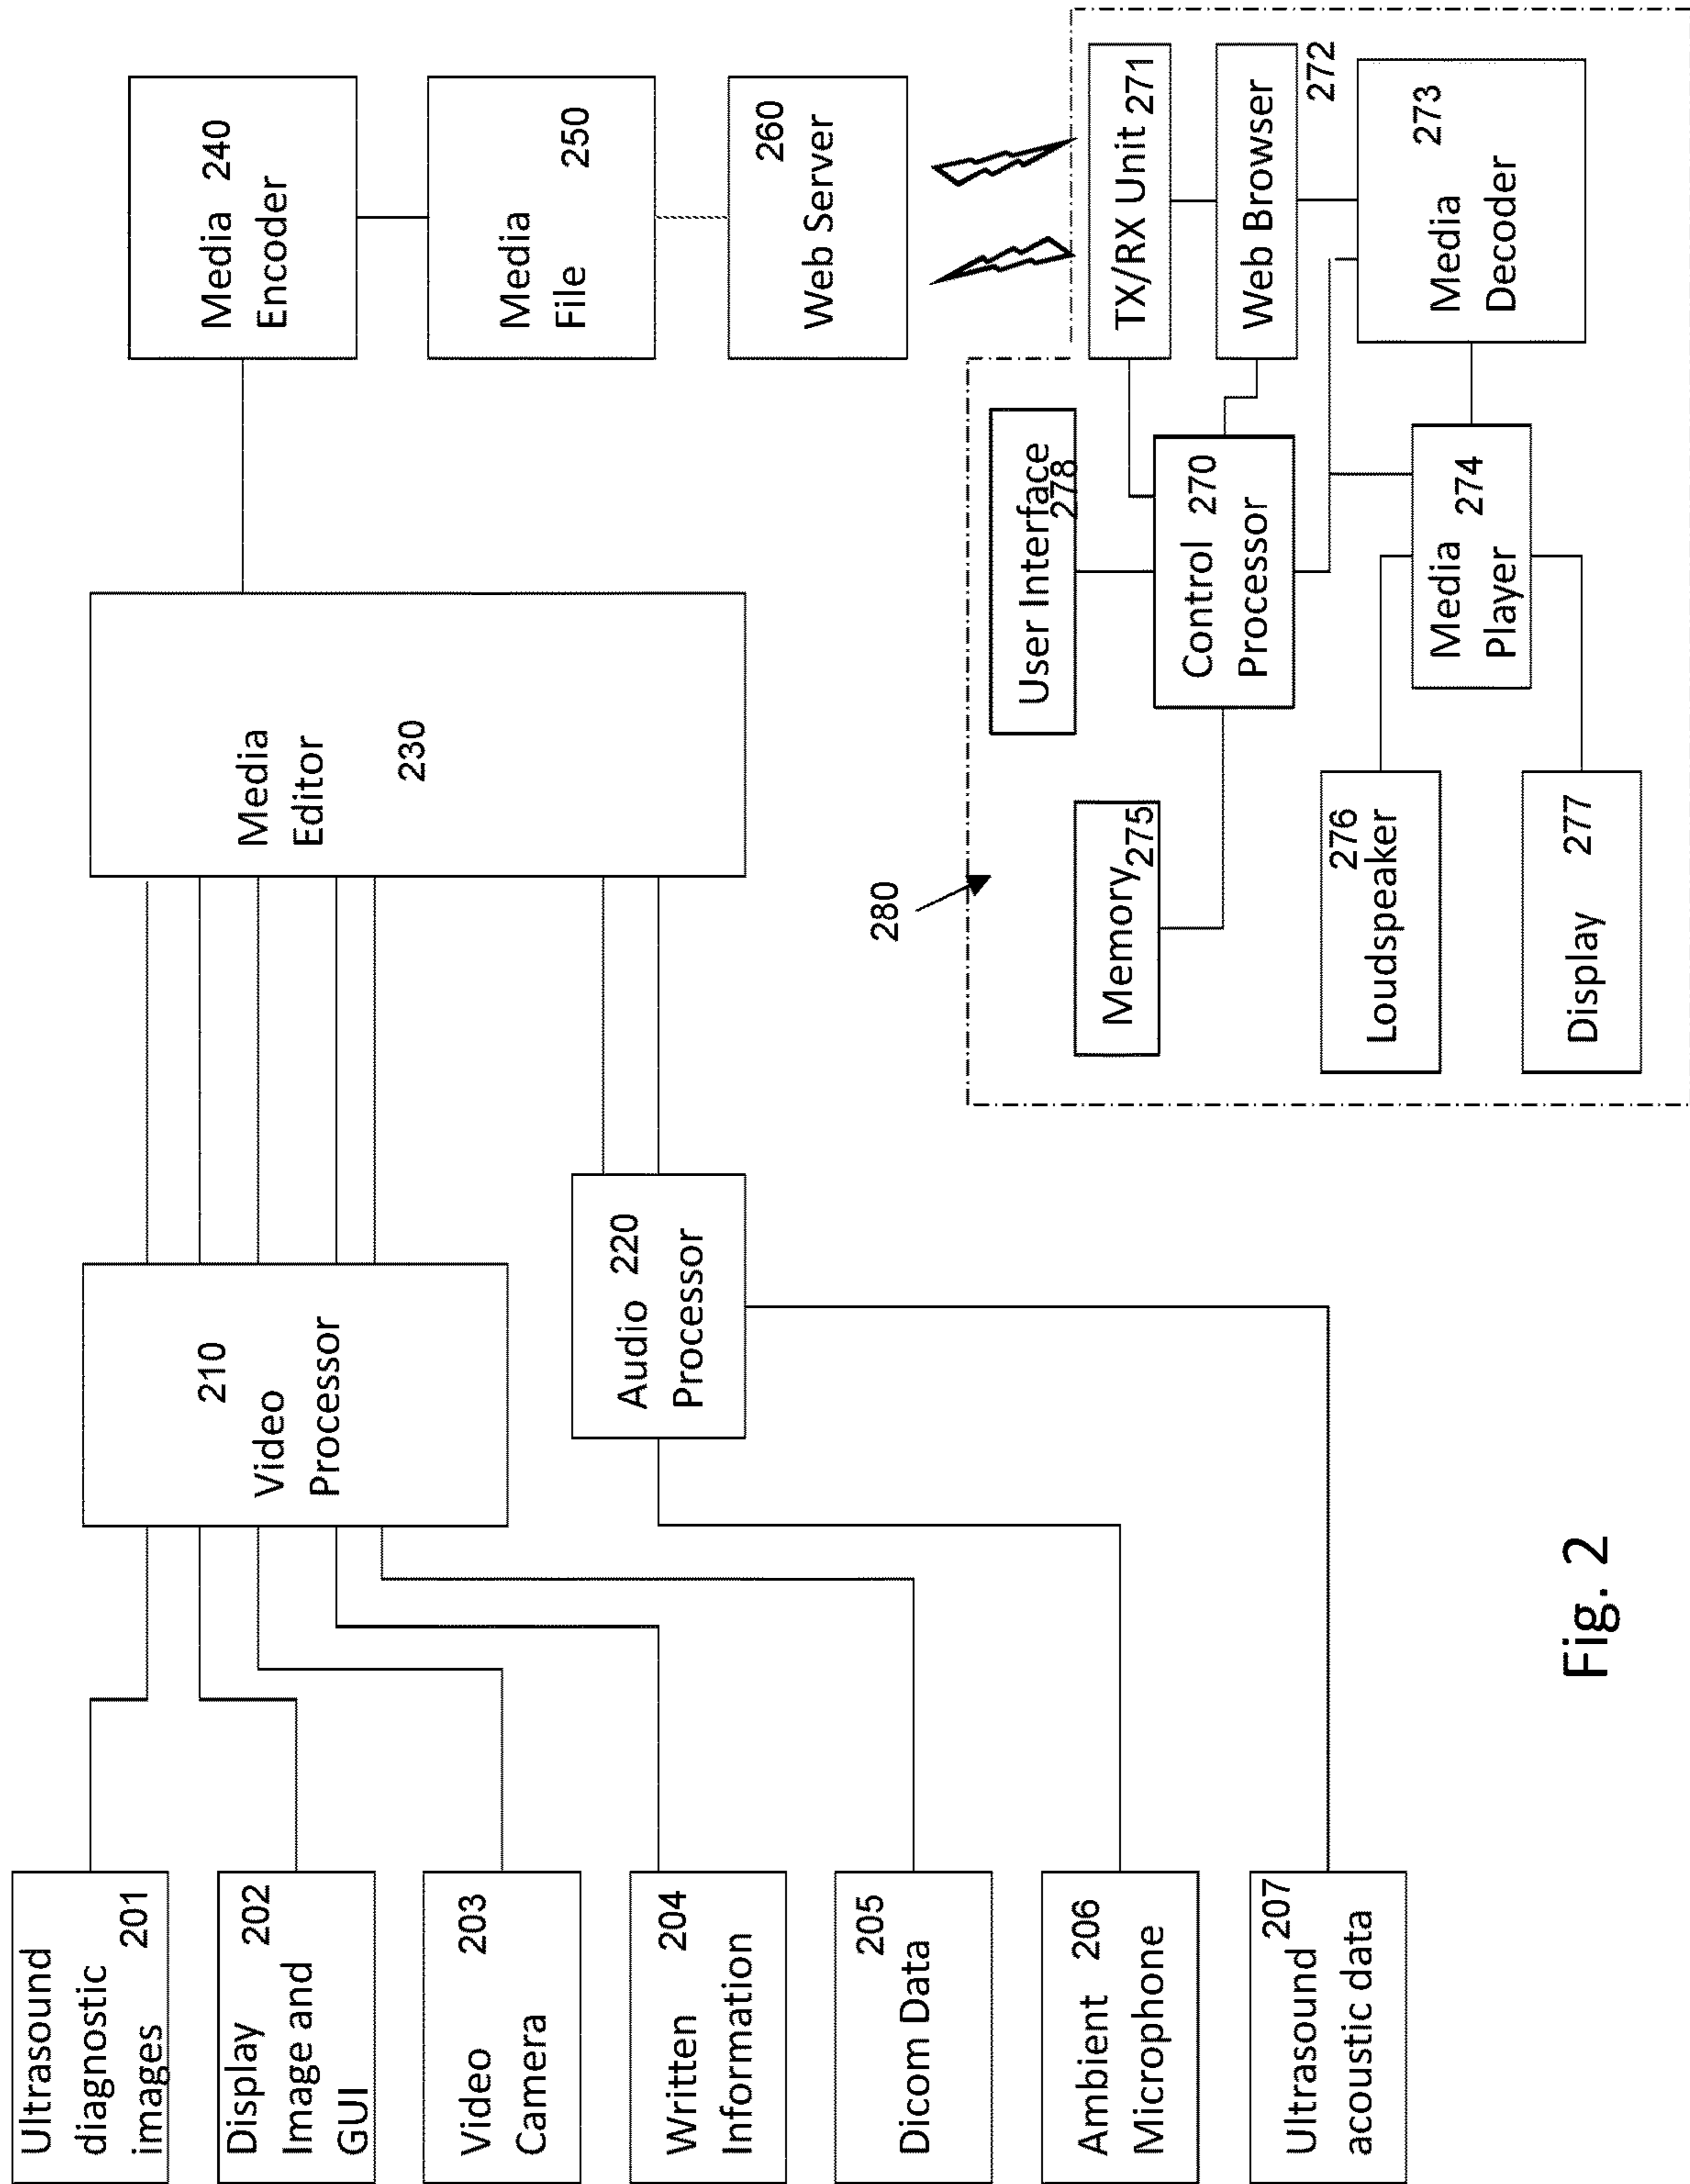 Ultrasound
diagnostic
images 201
Display 202
Image and
GUI
Video 203
Camera
Written 204
Information
205
Dicom Data
Ambient 206
Microphone
207
Ultrasound
acoustic data
210
Video
Processor
Audio 220
Processor
Media
Editor
230
Media 240
Encoder
Media 250
File
260
Web Server
280
User Interface
278
TX/RX Unit 271
Web Browser
272
Memory 275
Control 270
Processor
Media 273
Decoder
Media 274
Player
276
Loudspeaker
Display 277
Fig. 2